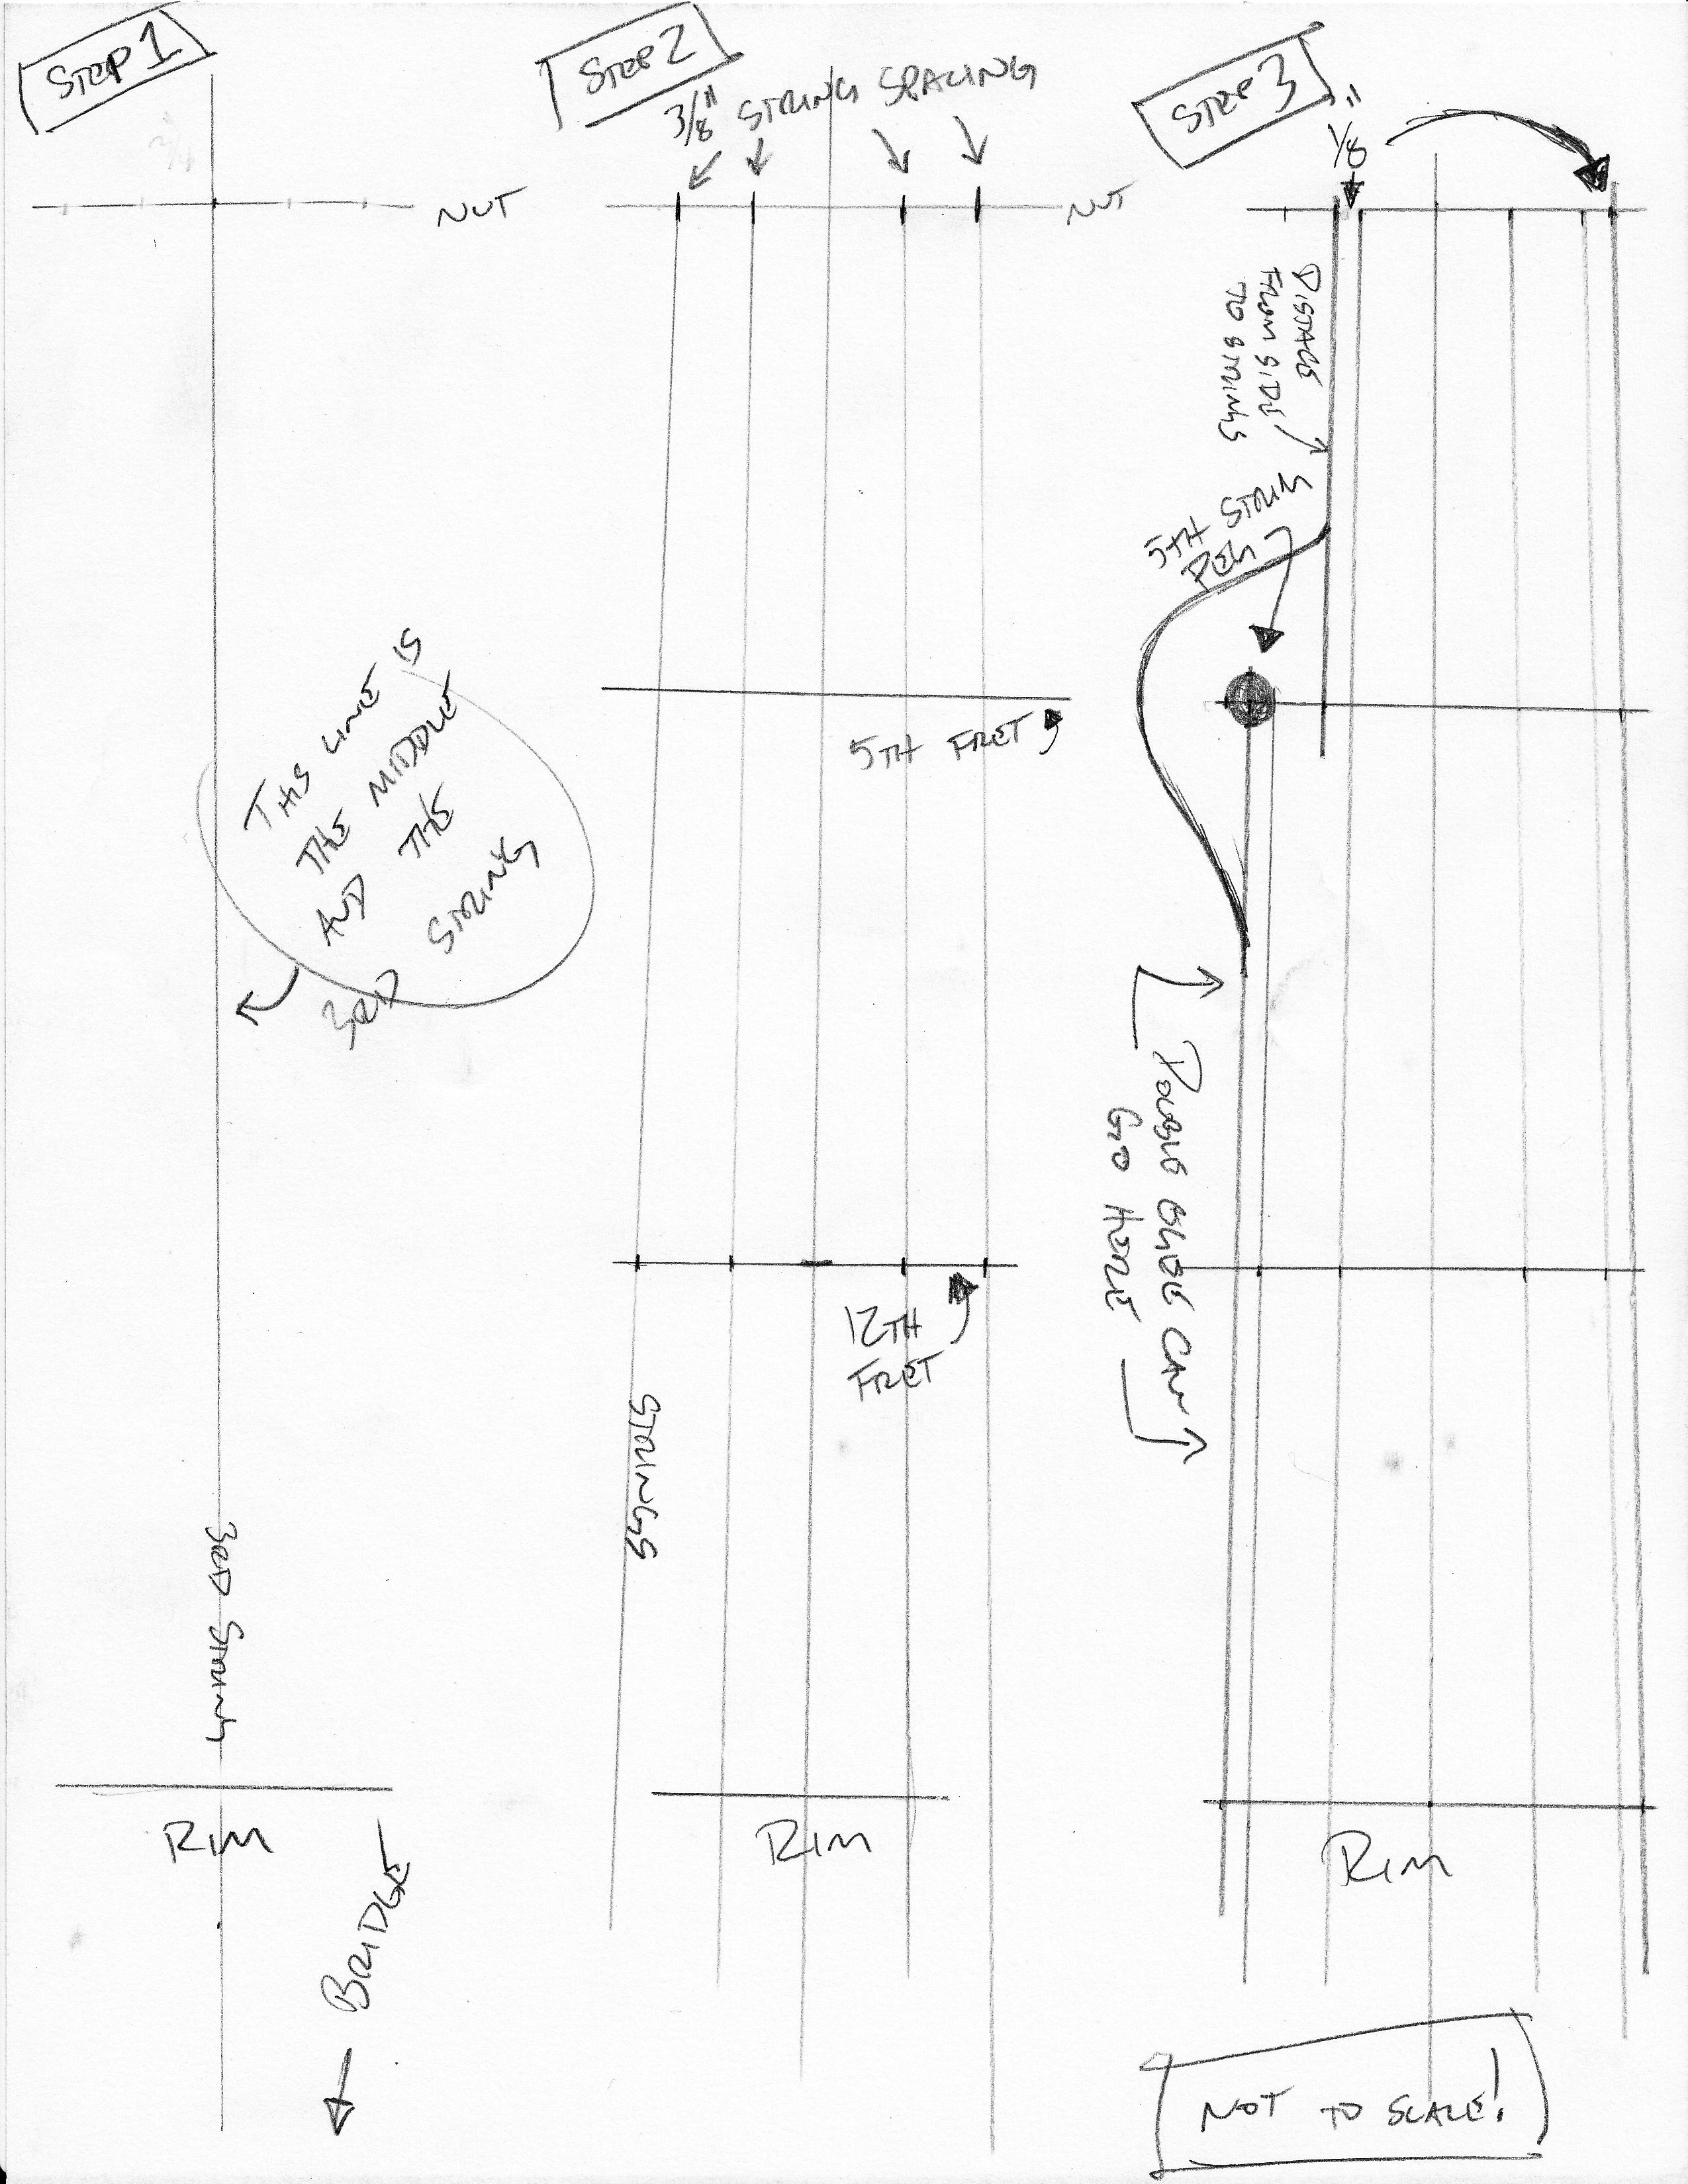 STEP 1
NUT
THIS LINE IS
THE MIDDLE
AND THE
3RD STRING
3RD STRING
RIM
BRIDGE
STEP 2
3/8" STRING SPACING
NUT
5TH FRET
12TH
FRET
STRINGS
RIM
STEP 3
1/8"
DISTANCE
FROM SIDE
TO STRINGS
5TH STRING
PEG
DOUBLE CHECK CAN
GO HERE
RIM
NOT TO SCALE!